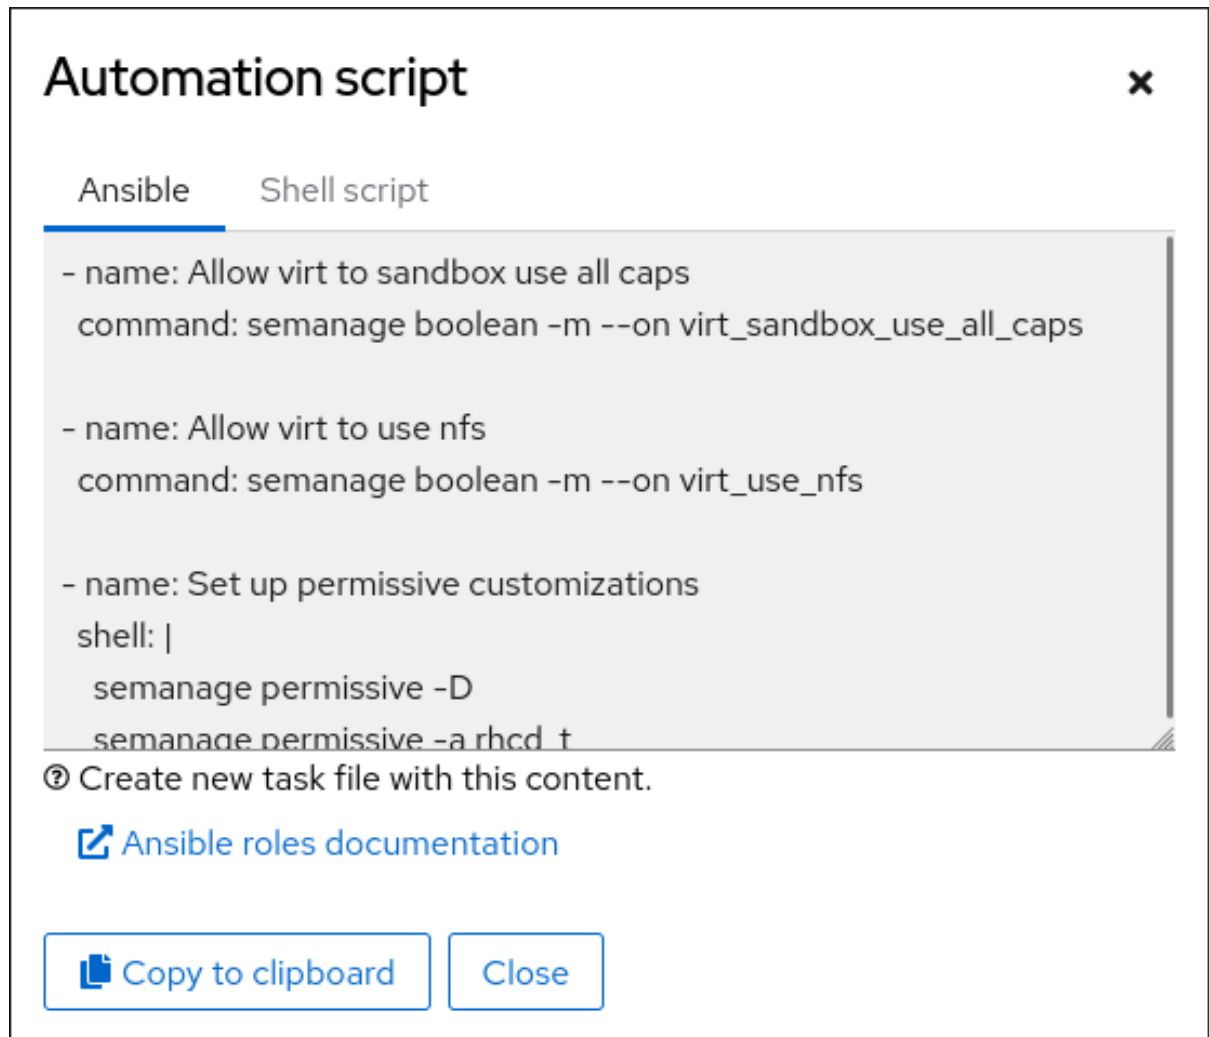 Automation script
Ansible
Shell script
- name: Allow virt to sandbox use all caps
  command: semanage boolean -m --on virt_sandbox_use_all_caps
- name: Allow virt to use nfs
  command: semanage boolean -m --on virt_use_nfs
- name: Set up permissive customizations
  shell: |
    semanage permissive -D
    semanage permissive -a rhcd_t
Create new task file with this content.
Ansible roles documentation
Copy to clipboard
Close